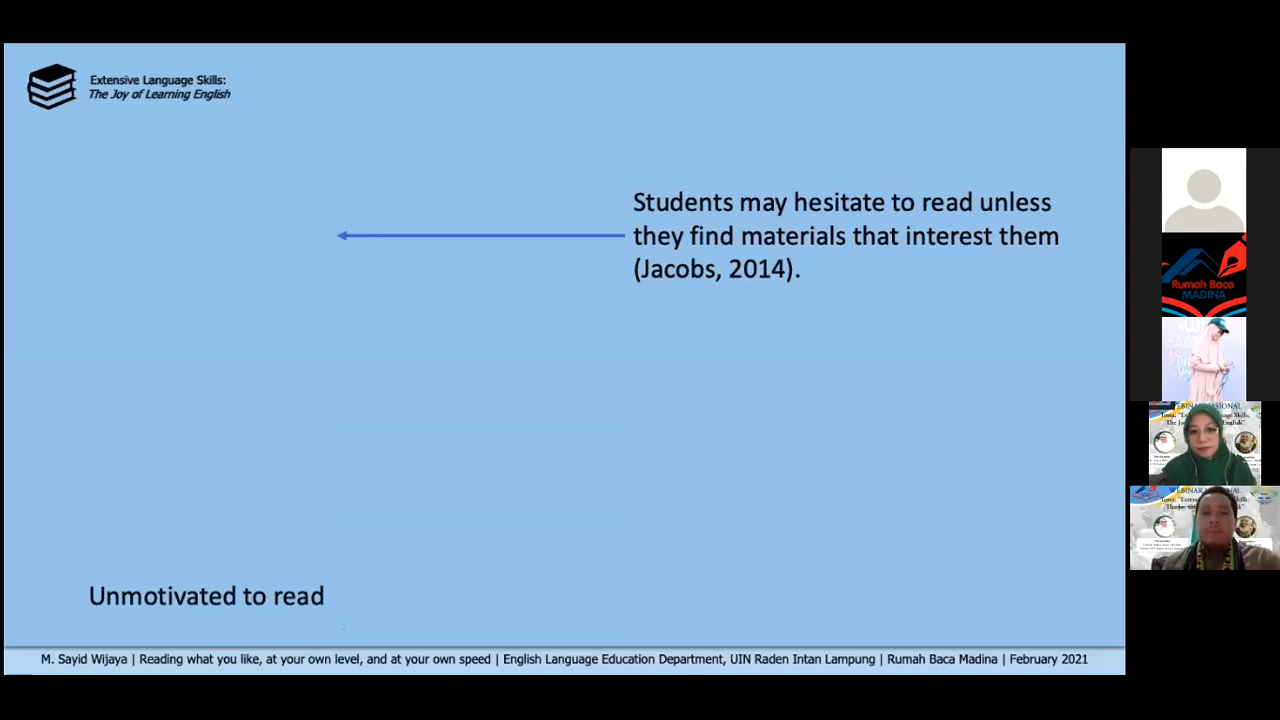 Extensive Language Skills:
The Joy of Learning English
Students may hesitate to read unless
they find materials that interest them
(Jacobs, 2014).
Unmotivated to read
M. Sayid Wijaya | Reading what you like, at your own level, and at your own speed | English Language Education Department, UIN Raden Intan Lampung | Rumah Baca Madina | February 2021
Rumah Baca
MADINA